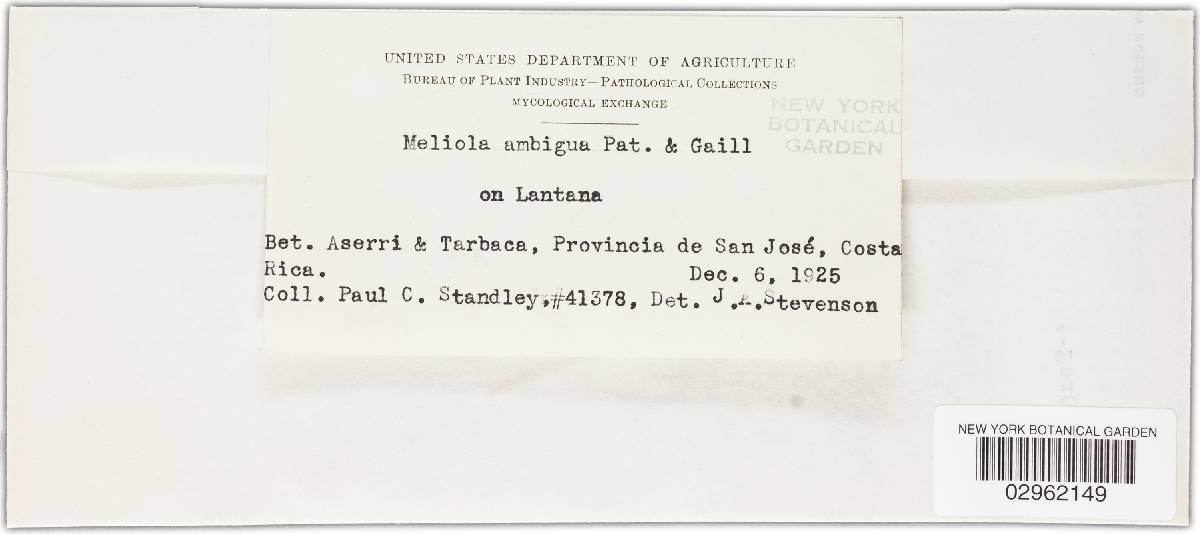 UNITED STATES DEPARTMENT OF AGRICULTURE
BUREAU OF PLANT INDUSTRY—PATHOLOGICAL COLLECTIONS
MYCOLOGICAL EXCHANGE
NEW YORK
BOTANICAL
GARDEN
Meliola ambigua Pat. & Gaill
on Lantana
Bet. Aserri & Tarbaca, Provincia de San José, Costa
Rica. Dec. 6, 1925
Coll. Paul C. Standley,#41378, Det. J.A.Stevenson
NEW YORK BOTANICAL GARDEN
02962149